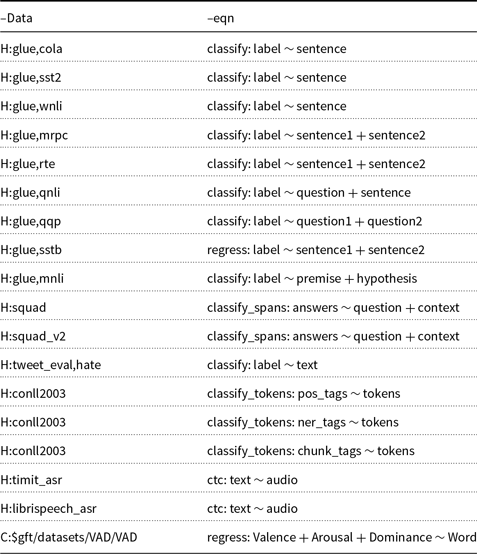 –Data –eqn
H:glue,cola classify: label ∼ sentence
H:glue,sst2 classify: label ∼ sentence
H:glue,wnli classify: label ∼ sentence
H:glue,mrpc classify: label ∼ sentence1 + sentence2
H:glue,rte classify: label ∼ sentence1 + sentence2
H:glue,qnli classify: label ∼ question + sentence
H:glue,qqp classify: label ∼ question1 + question2
H:glue,sstb regress: label ∼ sentence1 + sentence2
H:glue,mnli classify: label ∼ premise + hypothesis
H:squad classify_spans: answers ∼ question + context
H:squad_v2 classify_spans: answers ∼ question + context
H:tweet_eval,hate classify: label ∼ text
H:conll2003 classify_tokens: pos_tags ∼ tokens
H:conll2003 classify_tokens: ner_tags ∼ tokens
H:conll2003 classify_tokens: chunk_tags ∼ tokens
H:timit_asr ctc: text ∼ audio
H:librispeech_asr ctc: text ∼ audio
C:$gft/datasets/VAD/VAD regress: Valence + Arousal + Dominance ∼ Word